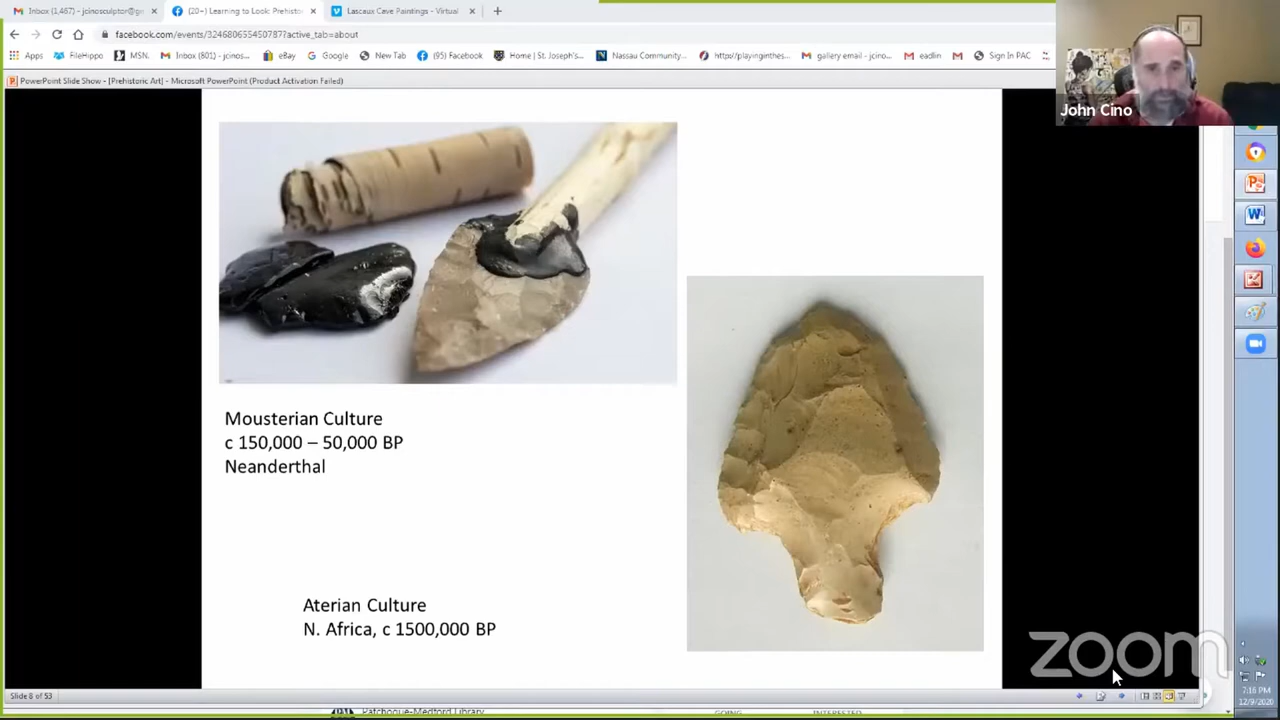 Inbox (1,467) - jcinosculptor@g
(20+) Learning to Look: Prehisto
Lascaux Cave Paintings - Virtual
facebook.com/events/324680655450787?active_tab=about
Apps
FileHippo
MSN.
Inbox (801) - jcinos...
eBay
Google
New Tab
(95) Facebook
Home | St. Joseph's...
Nassau Community...
http://playinginthes...
gallery email - jcino...
eadlin
Sign In PAC
PowerPoint Slide Show - [Prehistoric Art] - Microsoft PowerPoint (Product Activation Failed)
John Cino
Mousterian Culture
c 150,000 – 50,000 BP
Neanderthal
Aterian Culture
N. Africa, c 1500,000 BP
zoom
Slide 8 of 53
7:16 PM
12/9/2020
Patchogue-Medford Library
GOING
INTERESTED